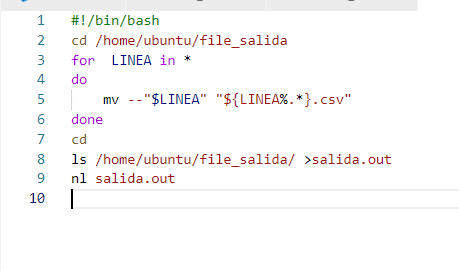 1 #!/bin/bash
2 cd /home/ubuntu/file_salida
3 for  LINEA in *
4 do
5     mv --"$LINEA" "${LINEA%.*}.csv"
6 done
7 cd
8 ls /home/ubuntu/file_salida/ >salida.out
9 nl salida.out
10